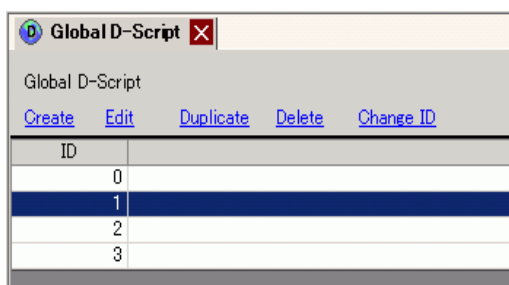 D Global D-Script
Global D-Script
Create Edit Duplicate Delete Change ID
ID
0
1
2
3